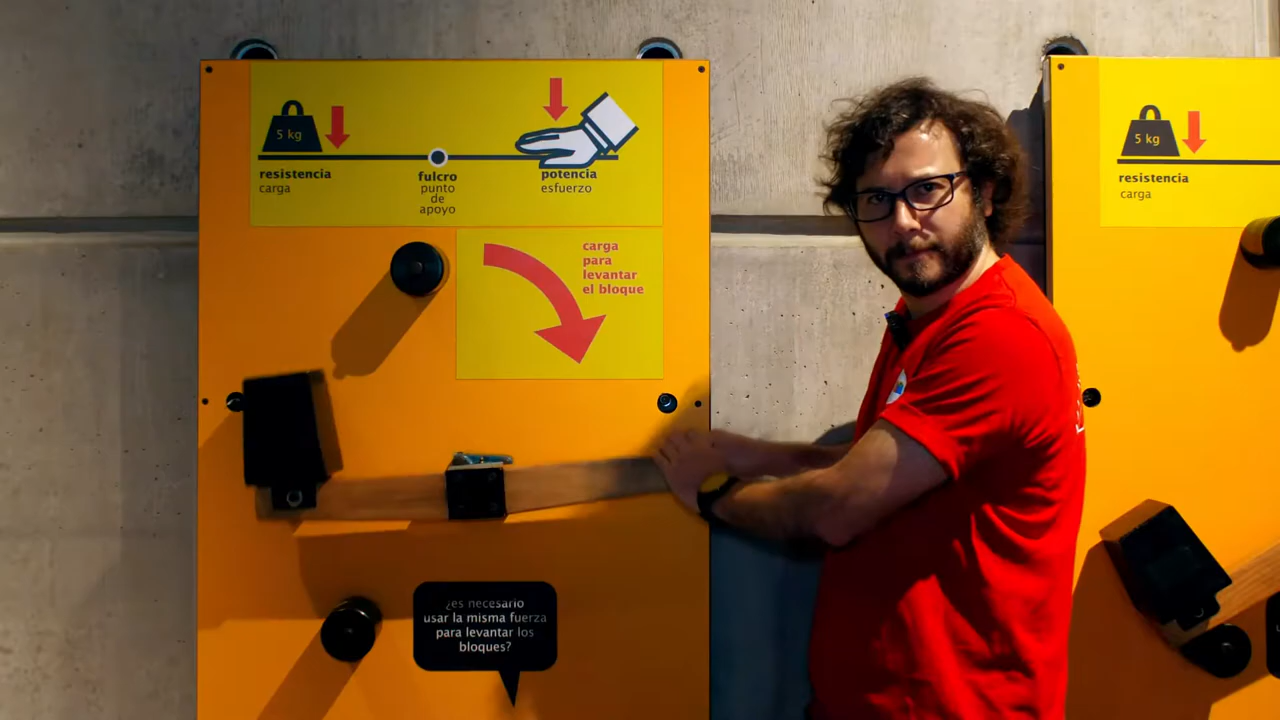 5 kg
resistencia
carga
fulcro
punto
de
apoyo
potencia
esfuerzo
carga
para
levantar
el bloque
¿es necesario
usar la misma fuerza
para levantar los
bloques?
5 kg
resistencia
carga